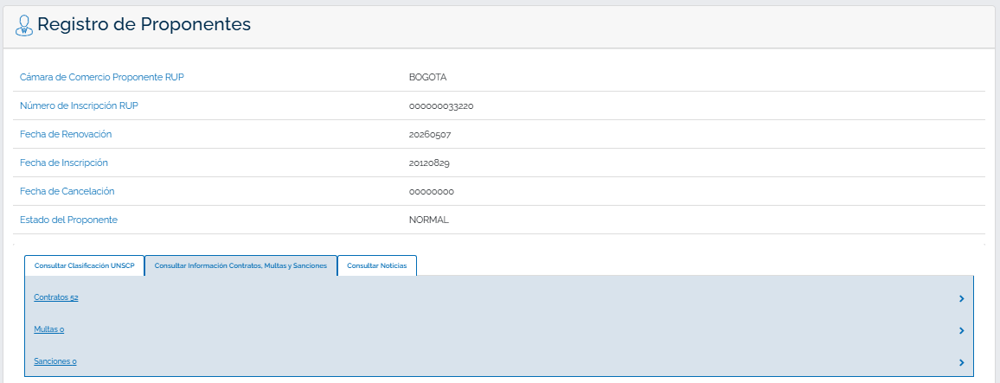 Registro de Proponentes
Cámara de Comercio Proponente RUP BOGOTA
Número de Inscripción RUP 000000033220
Fecha de Renovación 20260507
Fecha de Inscripción 20120829
Fecha de Cancelación 00000000
Estado del Proponente NORMAL
Consultar Clasificación UNSCP Consultar Información Contratos, Multas y Sanciones Consultar Noticias
Contratos 52
Multas 0
Sanciones 0